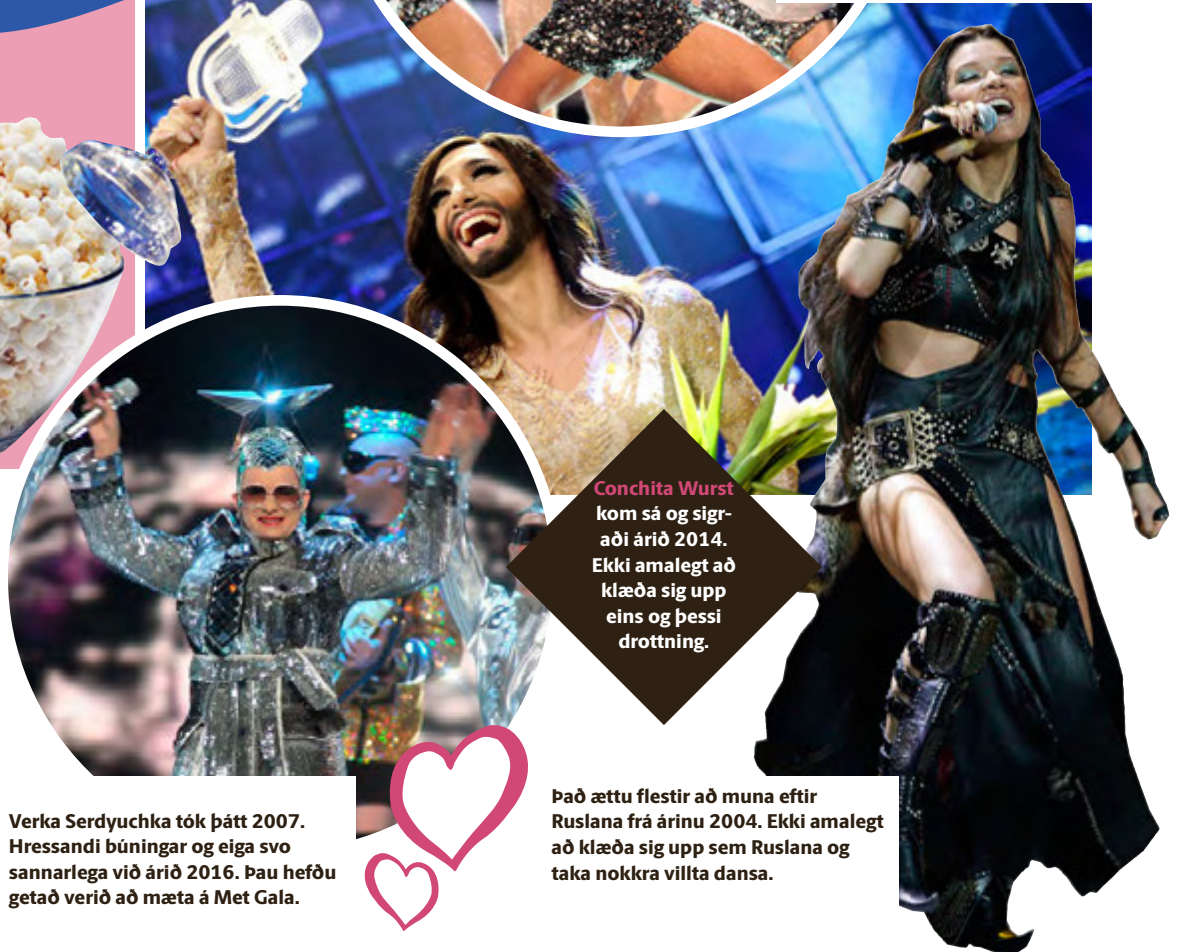 Conchita Wurst
kom sá og sigr-
aði árið 2014.
Ekki amalegt að
klæða sig upp
eins og þessi
drottning.
Verka Serdyuchka tók þátt 2007.
Hressandi búningar og eiga svo
sannarlega við árið 2016. Þau hefðu
getað verið að mæta á Met Gala.
Það ættu flestir að muna eftir
Ruslana frá árinu 2004. Ekki amalegt
að klæða sig upp sem Ruslana og
taka nokkra villta dansa.